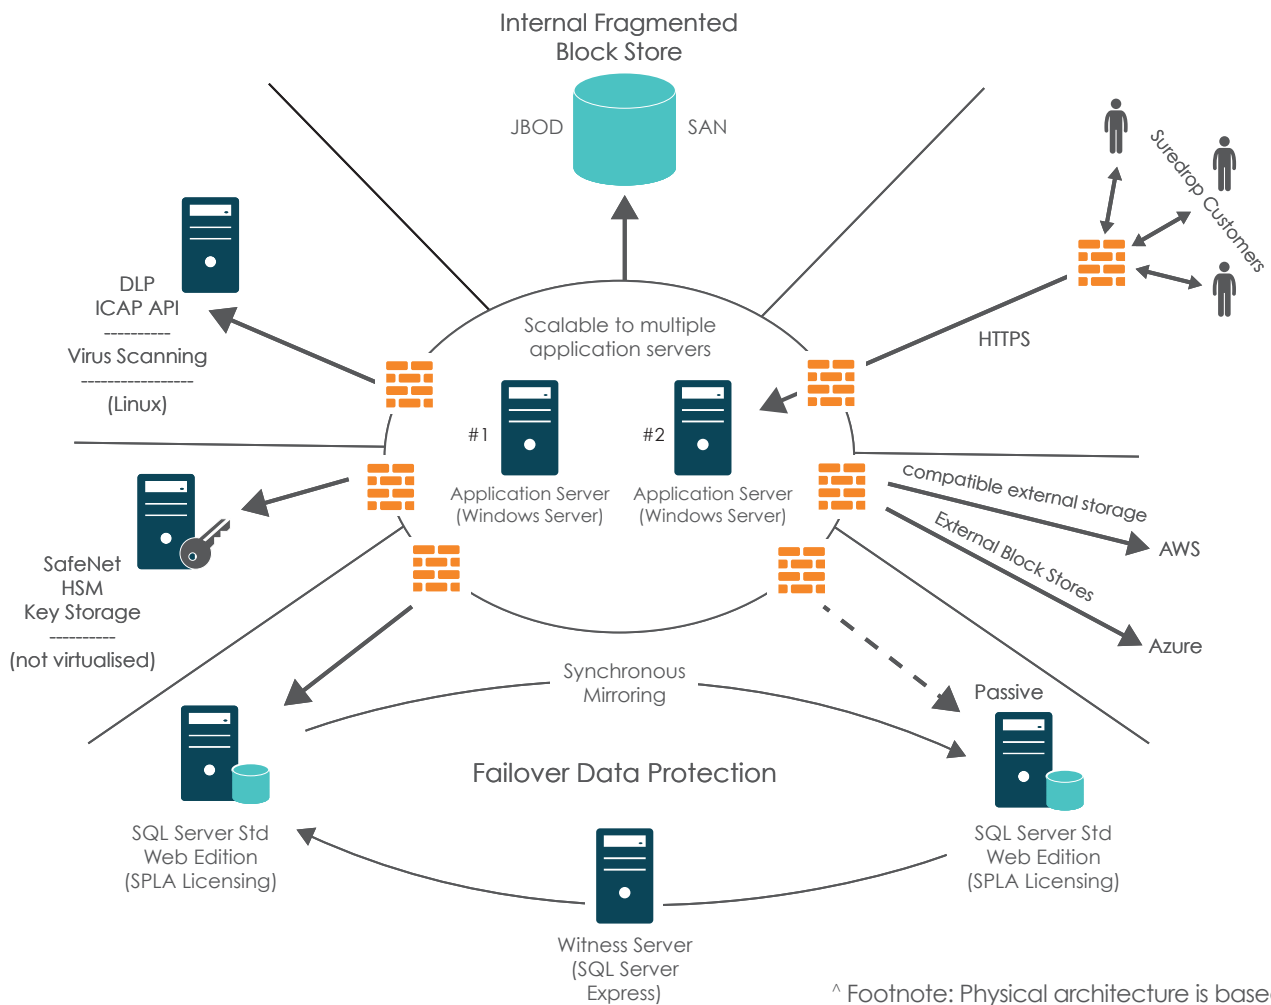 Internal Fragmented
Block Store
JBOD
SAN
Suredrop Customers
DLP
ICAP API
----------
Virus Scanning
-----------------
(Linux)
Scalable to multiple
application servers
HTTPS
#1
#2
Application Server
(Windows Server)
Application Server
(Windows Server)
compatible external storage
AWS
External Block Stores
Azure
SafeNet
HSM
Key Storage
----------
(not virtualised)
Synchronous
Mirroring
Passive
Failover Data Protection
SQL Server Std
Web Edition
(SPLA Licensing)
SQL Server Std
Web Edition
(SPLA Licensing)
Witness Server
(SQL Server
Express)
^ Footnote: Physical architecture is base